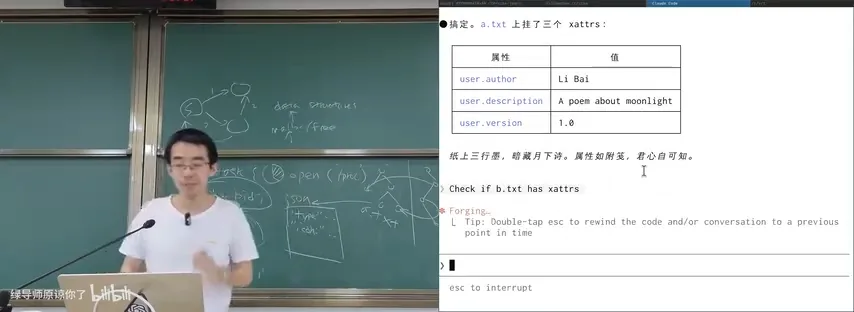 data structures
open (
json
"type"
绿导师原谅你了 bilibili
Claude Code
●搞定。a.txt 上挂了三个 xattrs：
属性 值
user.author Li Bai
user.description A poem about moonlight
user.version 1.0
纸上三行墨，暗藏月下诗。属性如附笺，君心自可知。
> Check if b.txt has xattrs
✽ Forging…
⎣ Tip: Double-tap esc to rewind the code and/or conversation to a previous
point in time
>
esc to interrupt